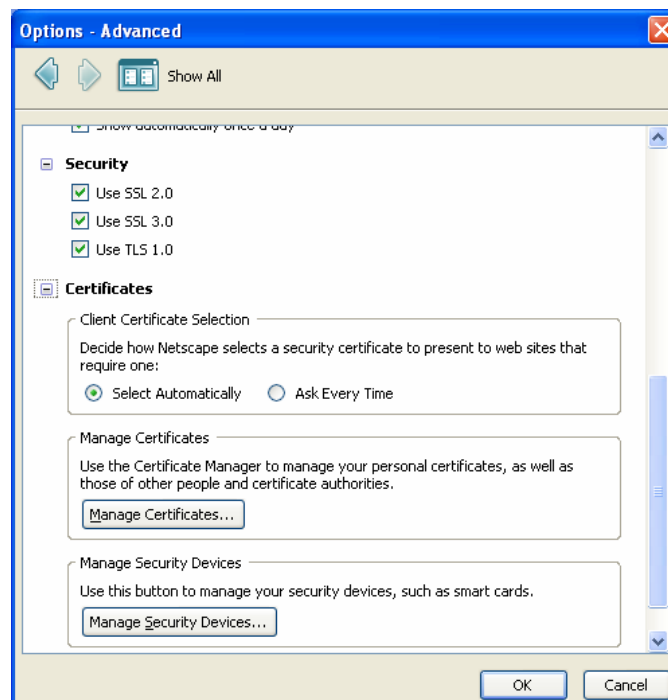 Options - Advanced
Show All
Show automatically once a day
Security
Use SSL 2.0
Use SSL 3.0
Use TLS 1.0
Certificates
Client Certificate Selection
Decide how Netscape selects a security certificate to present to web sites that
require one:
Select Automatically Ask Every Time
Manage Certificates
Use the Certificate Manager to manage your personal certificates, as well as
those of other people and certificate authorities.
Manage Certificates...
Manage Security Devices
Use this button to manage your security devices, such as smart cards.
Manage Security Devices...
OK Cancel